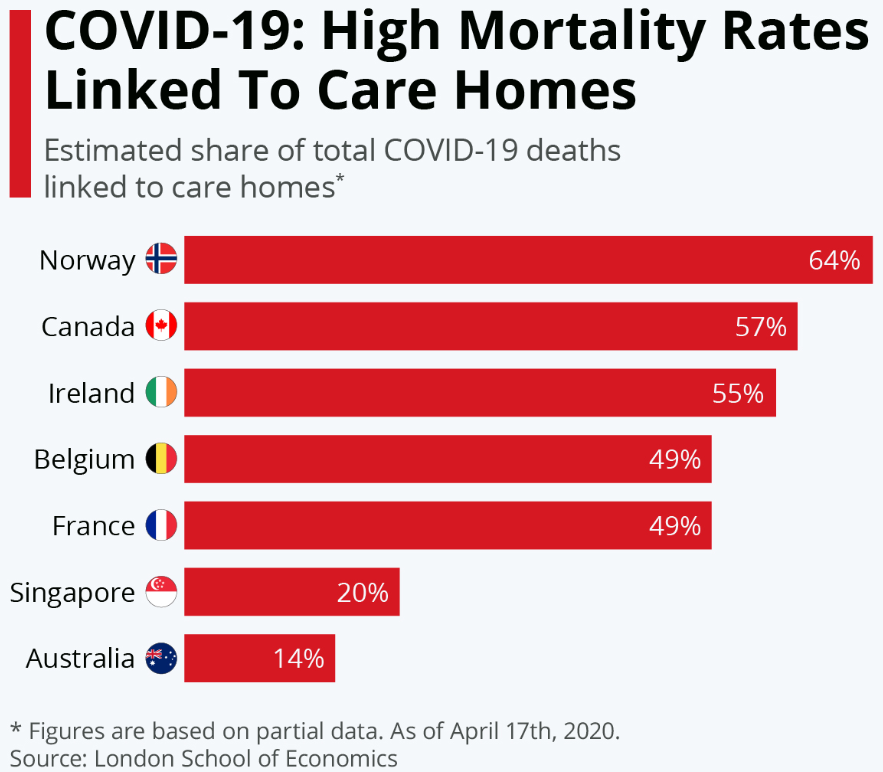 COVID-19: High Mortality Rates
Linked To Care Homes
Estimated share of total COVID-19 deaths
linked to care homes*
Norway 64%
Canada 57%
Ireland 55%
Belgium 49%
France 49%
Singapore 20%
Australia 14%
* Figures are based on partial data. As of April 17th, 2020.
Source: London School of Economics